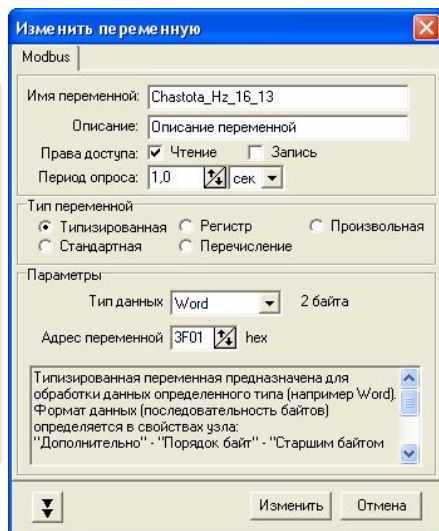 Изменить переменную
Modbus
Имя переменной: Chastota_Hz_16_13
Описание: Описание переменной
Права доступа: Чтение Запись
Период опроса: 1,0 сек
Тип переменной
Типизированная Регистр Произвольная
Стандартная Перечисление
Параметры
Тип данных Word 2 байта
Адрес переменной 3F01 hex
Типизированная переменная предназначена для
обработки данных определенного типа (например Word).
Формат данных (последовательность байтов)
определяется в свойствах узла:
"Дополнительно" - "Порядок байт" - "Старшим байтом
Изменить Отмена